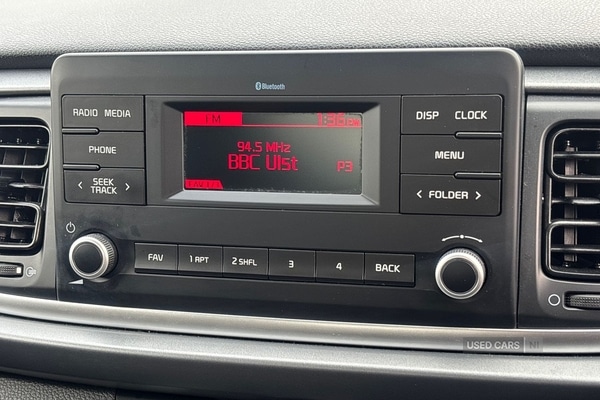 Bluetooth
RADIO MEDIA
PHONE
< SEEK >
TRACK
FM
94.5 MHz
BBC Ulst P3
DISP CLOCK
MENU
< FOLDER >
FAV 1 RPT 2 SHFL 3 4 BACK
USED CARS NI